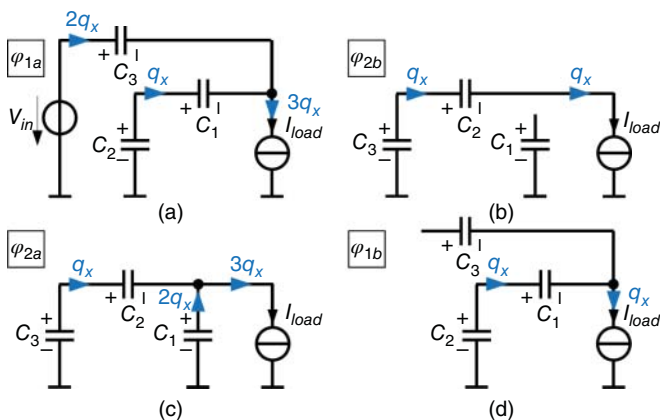 φ1a
2qx
+
C3
Vin
qx
+
C1
3qx
Iload
C2
+
−
(a)
φ2b
qx
+
C2
qx
C3
+
−
C1
+
−
Iload
(b)
φ2a
qx
+
C2
2qx
3qx
C3
+
−
C1
+
−
Iload
(c)
φ1b
+
C3
qx
+
C1
qx
Iload
C2
+
−
(d)